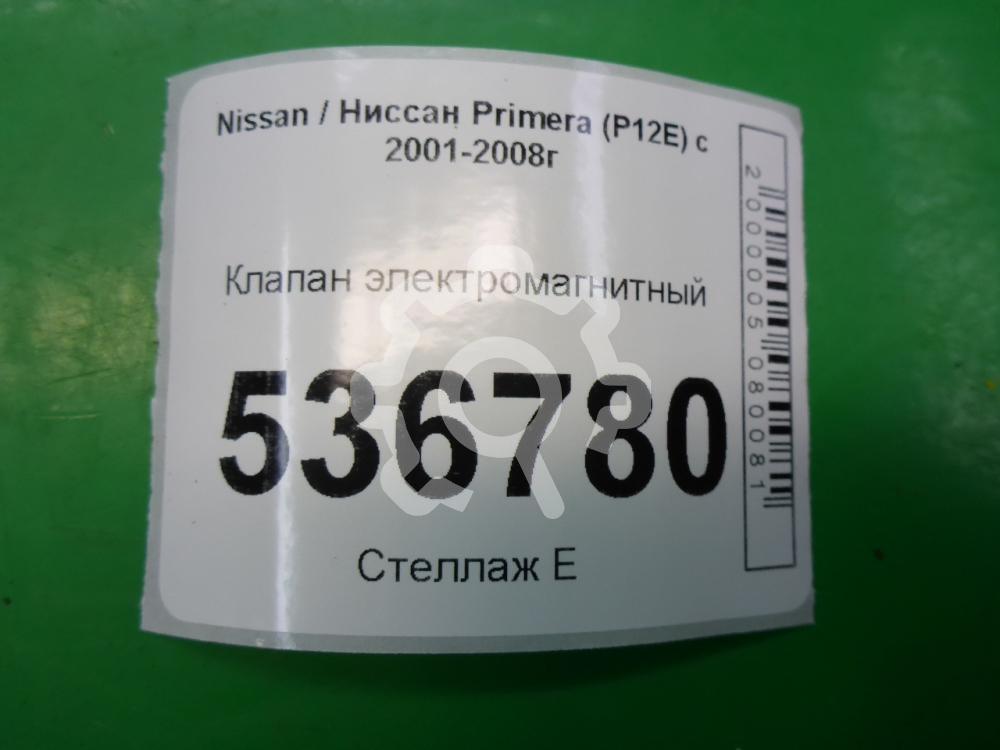 Nissan / Ниссан Primera (P12E) с
2001-2008г
Клапан электромагнитный
536780
Стеллаж Е
2000005080081